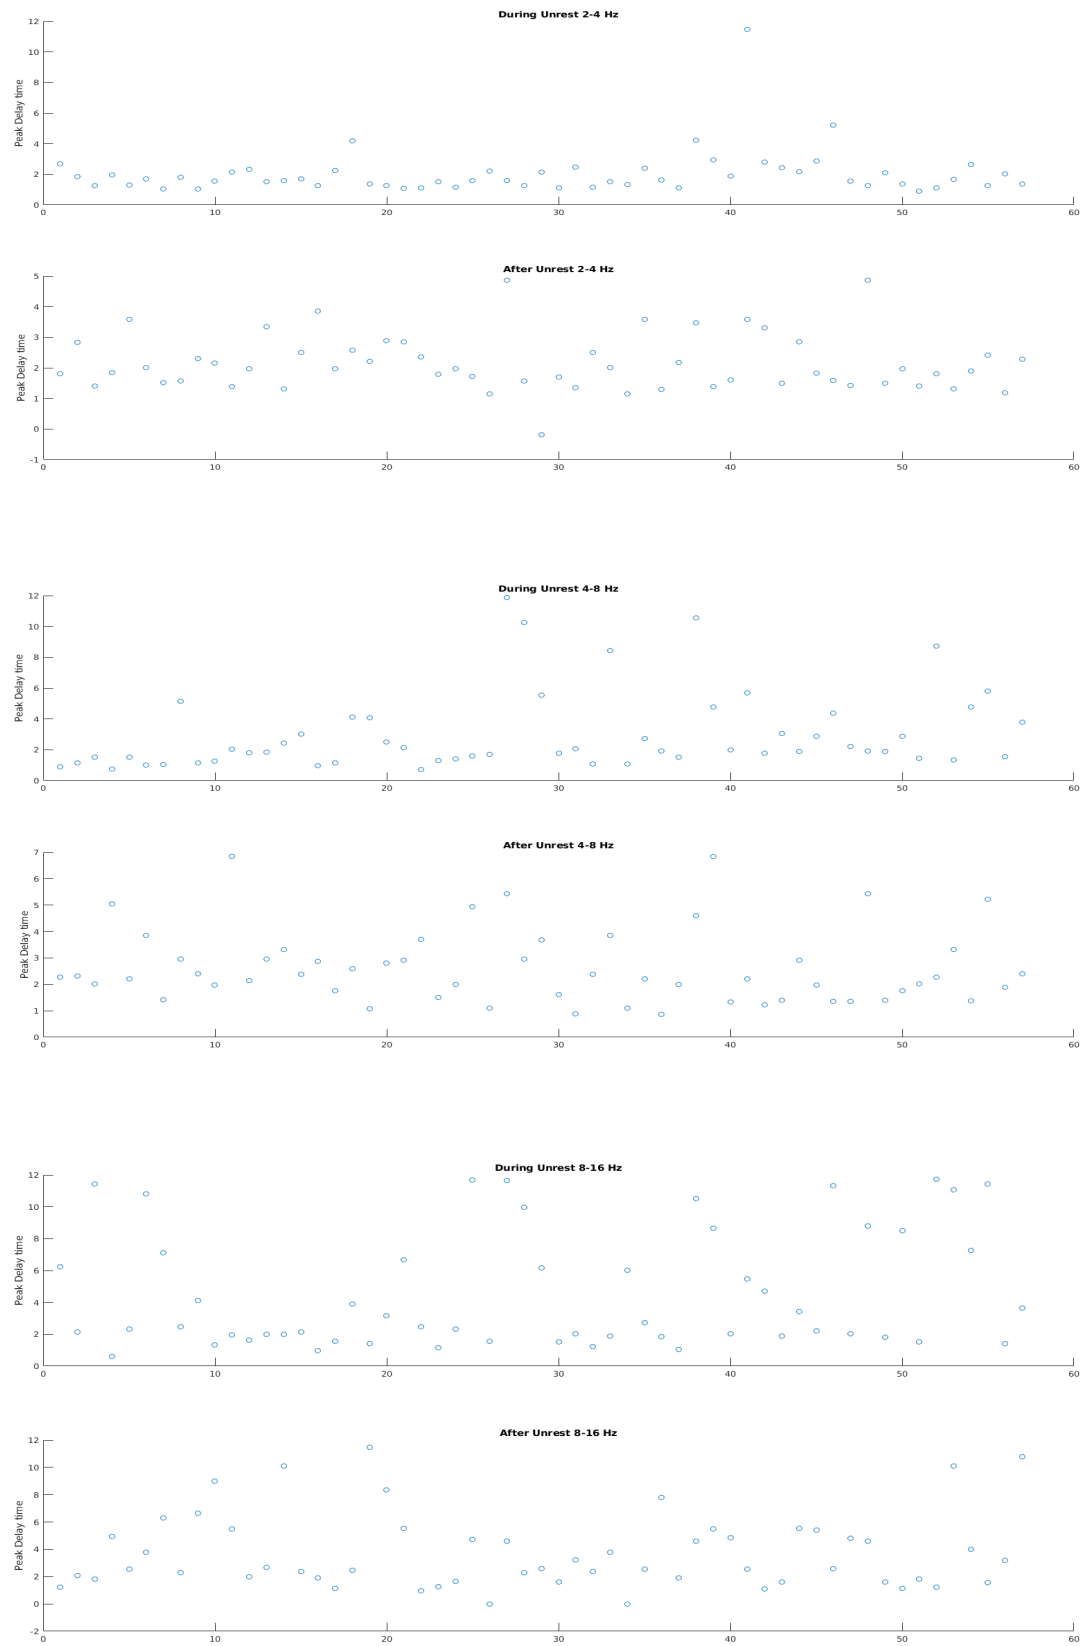 During Unrest 2-4 Hz
12
10
8
6
4
2
0
Peak Delay time
0 10 20 30 40 50 60
After Unrest 2-4 Hz
5
4
3
2
1
0
-1
Peak Delay time
0 10 20 30 40 50 60
During Unrest 4-8 Hz
12
10
8
6
4
2
0
Peak Delay time
0 10 20 30 40 50 60
After Unrest 4-8 Hz
7
6
5
4
3
2
1
0
Peak Delay time
0 10 20 30 40 50 60
During Unrest 8-16 Hz
12
10
8
6
4
2
0
Peak Delay time
0 10 20 30 40 50 60
After Unrest 8-16 Hz
12
10
8
6
4
2
0
-2
Peak Delay time
0 10 20 30 40 50 60